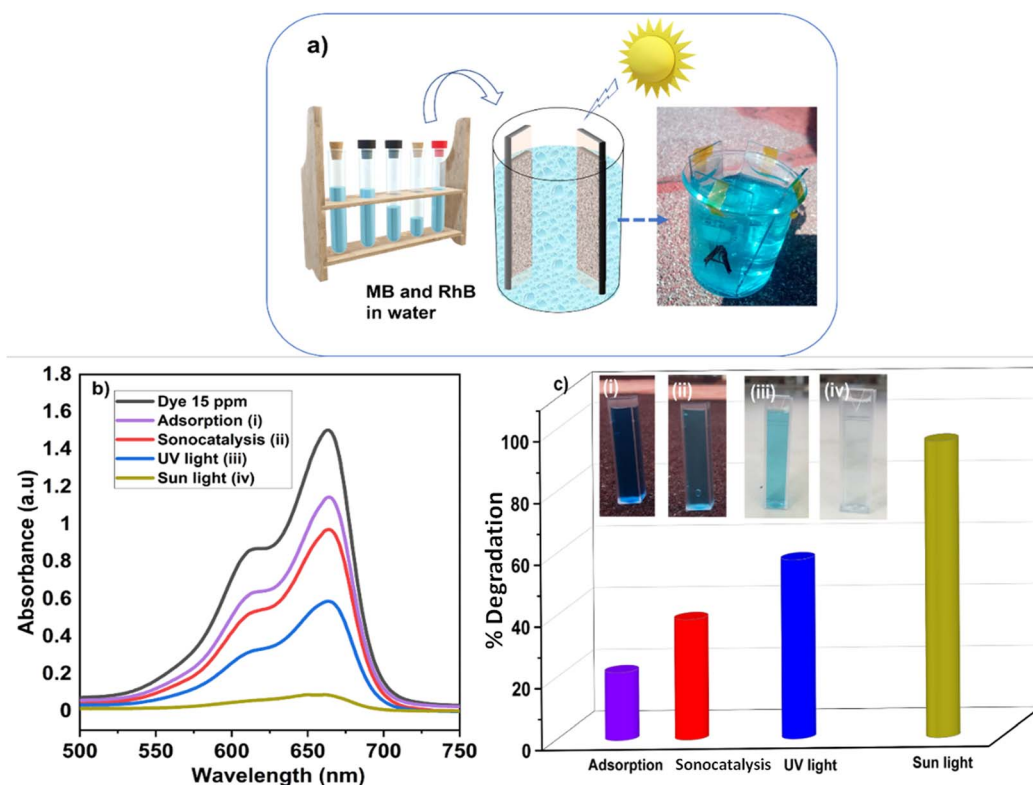 a)
MB and RhB
in water
A
b)
Dye 15 ppm
Adsorption (i)
Sonocatalysis (ii)
UV light (iii)
Sun light (iv)
Absorbance (a.u)
1.8
1.6
1.4
1.2
1
0.8
0.6
0.4
0.2
0
500
550
600
650
700
750
Wavelength (nm)
c)
(i)
(ii)
(iii)
(iv)
% Degradation
100
80
60
40
20
0
Adsorption
Sonocatalysis
UV light
Sun light